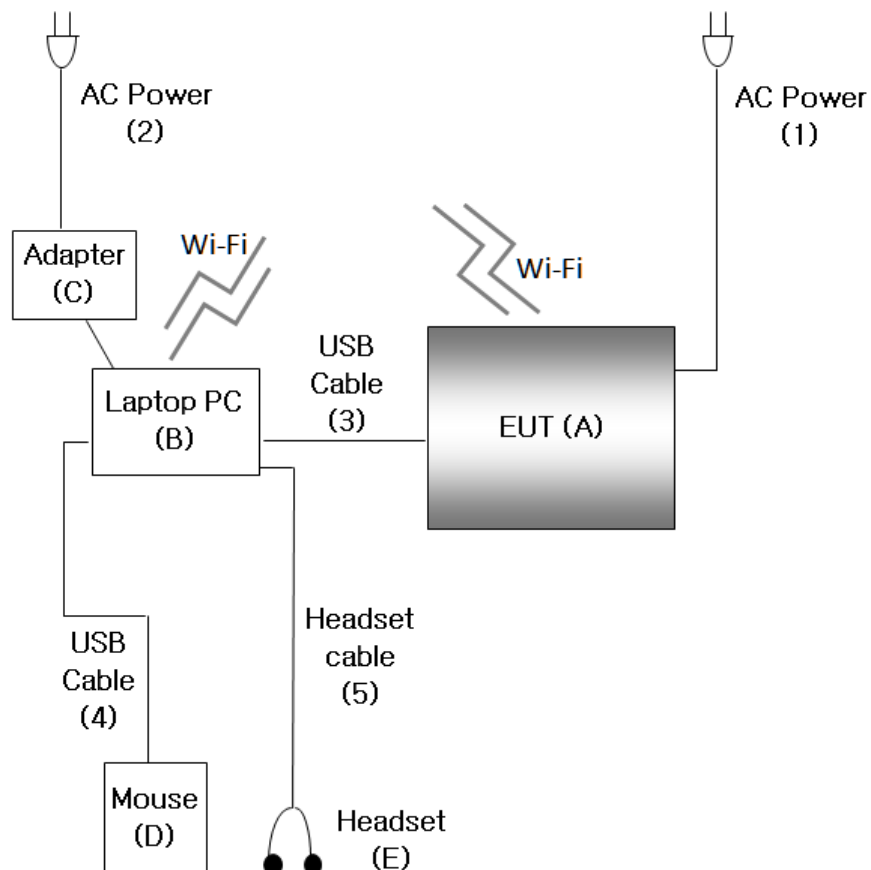 AC Power
(2)
AC Power
(1)
Adapter
(C)
Wi-Fi
Wi-Fi
USB
Cable
(3)
Laptop PC
(B)
EUT (A)
Headset
cable
(5)
USB
Cable
(4)
Mouse
(D)
Headset
(E)